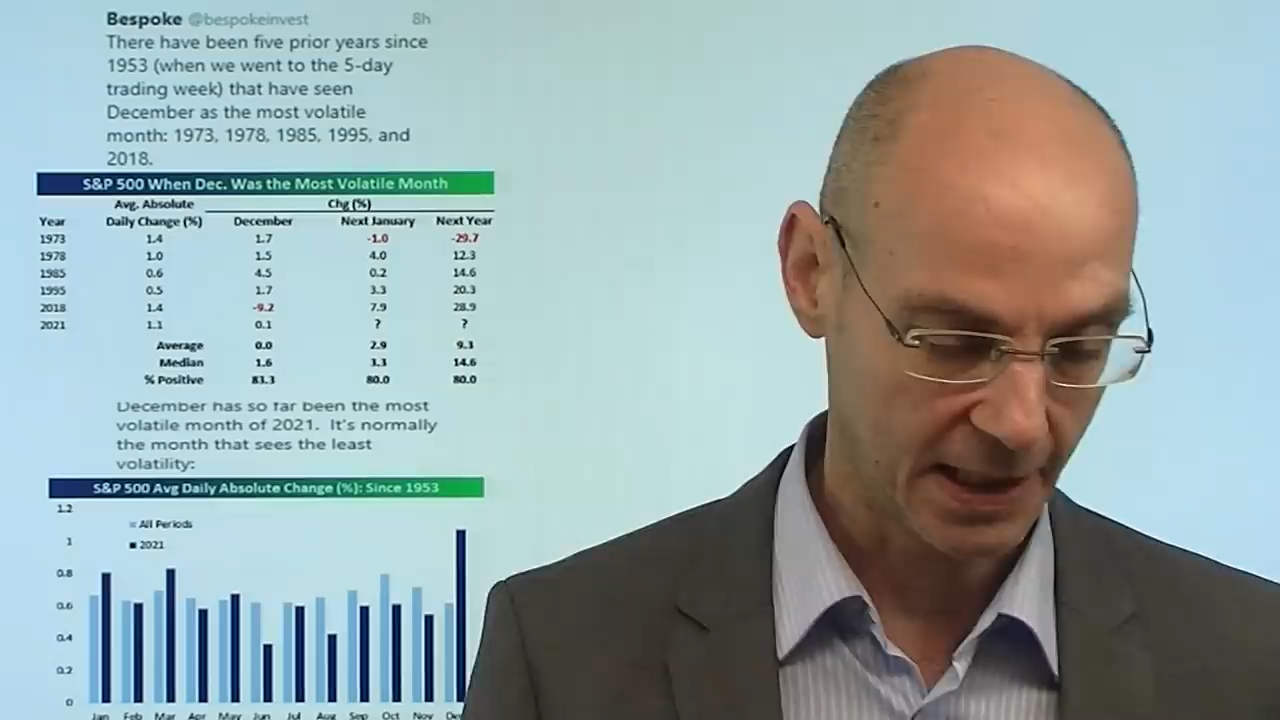 Bespoke @bespokeinvest 8h
There have been five prior years since
1953 (when we went to the 5-day
trading week) that have seen
December as the most volatile
month: 1973, 1978, 1985, 1995, and
2018.
S&P 500 When Dec. Was the Most Volatile Month
Avg. Absolute Chg (%)
Year Daily Change (%) December Next January Next Year
1973 1.4 1.7 -1.0 -29.7
1978 1.0 1.5 4.0 12.3
1985 0.6 4.5 0.2 14.6
1995 0.5 1.7 3.3 20.3
2018 1.4 -9.2 7.9 28.9
2021 1.1 0.1 ? ?
Average 0.0 2.9 9.3
Median 1.6 3.3 14.6
% Positive 83.3 80.0 80.0
December has so far been the most
volatile month of 2021. It's normally
the month that sees the least
volatility:
S&P 500 Avg Daily Absolute Change (%): Since 1953
1.2
All Periods
1
2021
0.8
0.6
0.4
0.2
0
Jan Feb Mar Apr May Jun Jul Aug Sep Oct Nov